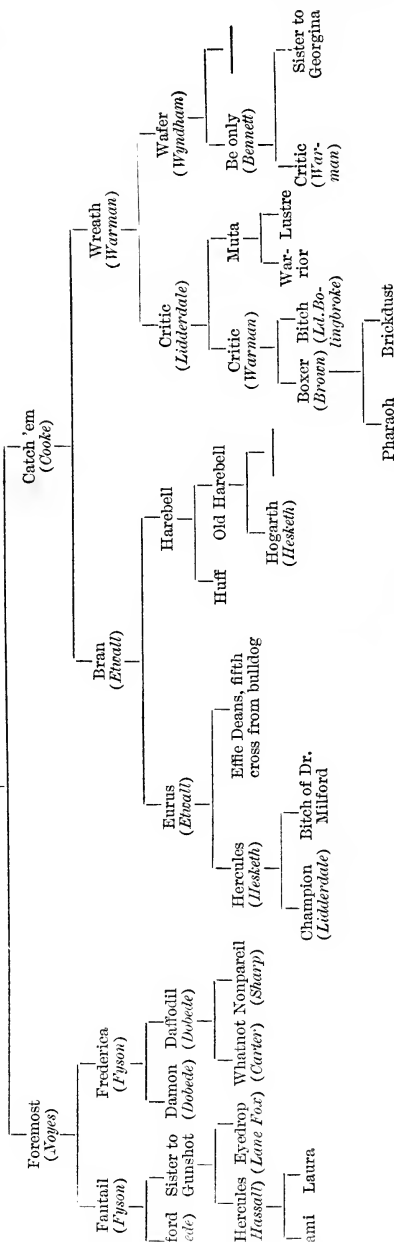 Foremost
(Noyes)
Catch 'em
(Cooke)
Fantail
(Fyson)
Frederica
(Fyson)
Bran
(Etwall)
Wreath
(Warman)
ford
ede)
Sister to
Gunshot
Damon
(Dobede)
Daffodil
(Dobede)
Eurus
(Etwall)
Harebell
Critic
(Lidderdale)
Wafer
(Wyndham)
Hercules
Hassall)
Eyedrop
(Lane Fox)
Whatnot
(Carter)
Nonpareil
(Sharp)
Hercules
(Hesketh)
Effie Deans, fifth
cross from bulldog
Huff
Old Harebell
Critic
(Warman)
Muta
Be only
(Bennett)
ami
Laura
Champion
(Lidderdale)
Bitch of Dr.
Milford
Hogarth
(Hesketh)
Boxer
(Brown)
Bitch
(Ld. Bo-
lingbroke)
War-
rior
Lustre
Critic
(War-
man)
Sister to
Georgina
Pharaoh
Brickdust